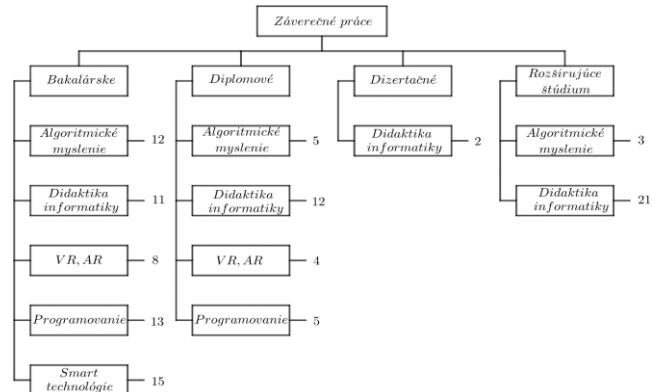 Záverečné práce
Bakalárske
Diplomové
Dizertačné
Rozširujúce
štúdium
Algoritmické
myslenie
12
Algoritmické
myslenie
5
Didaktika
informatiky
2
Algoritmické
myslenie
3
Didaktika
informatiky
11
Didaktika
informatiky
12
Didaktika
informatiky
21
VR, AR
8
VR, AR
4
Programovanie
13
Programovanie
5
Smart
technológie
15